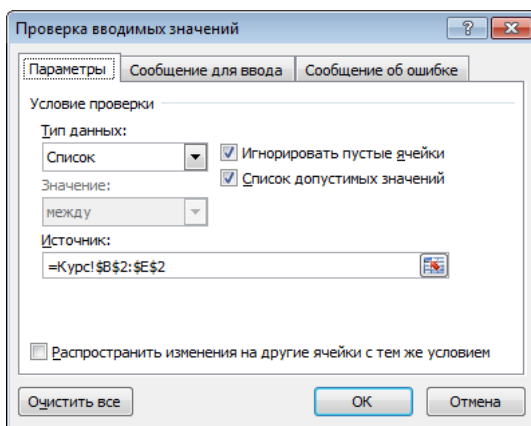 Проверка вводимых значений
Параметры Сообщение для ввода Сообщение об ошибке
Условие проверки
Тип данных:
Список Игнорировать пустые ячейки
Значение: Список допустимых значений
между
Источник:
=Курс!$B$2:$E$2
Распространить изменения на другие ячейки с тем же условием
Очистить все ОК Отмена